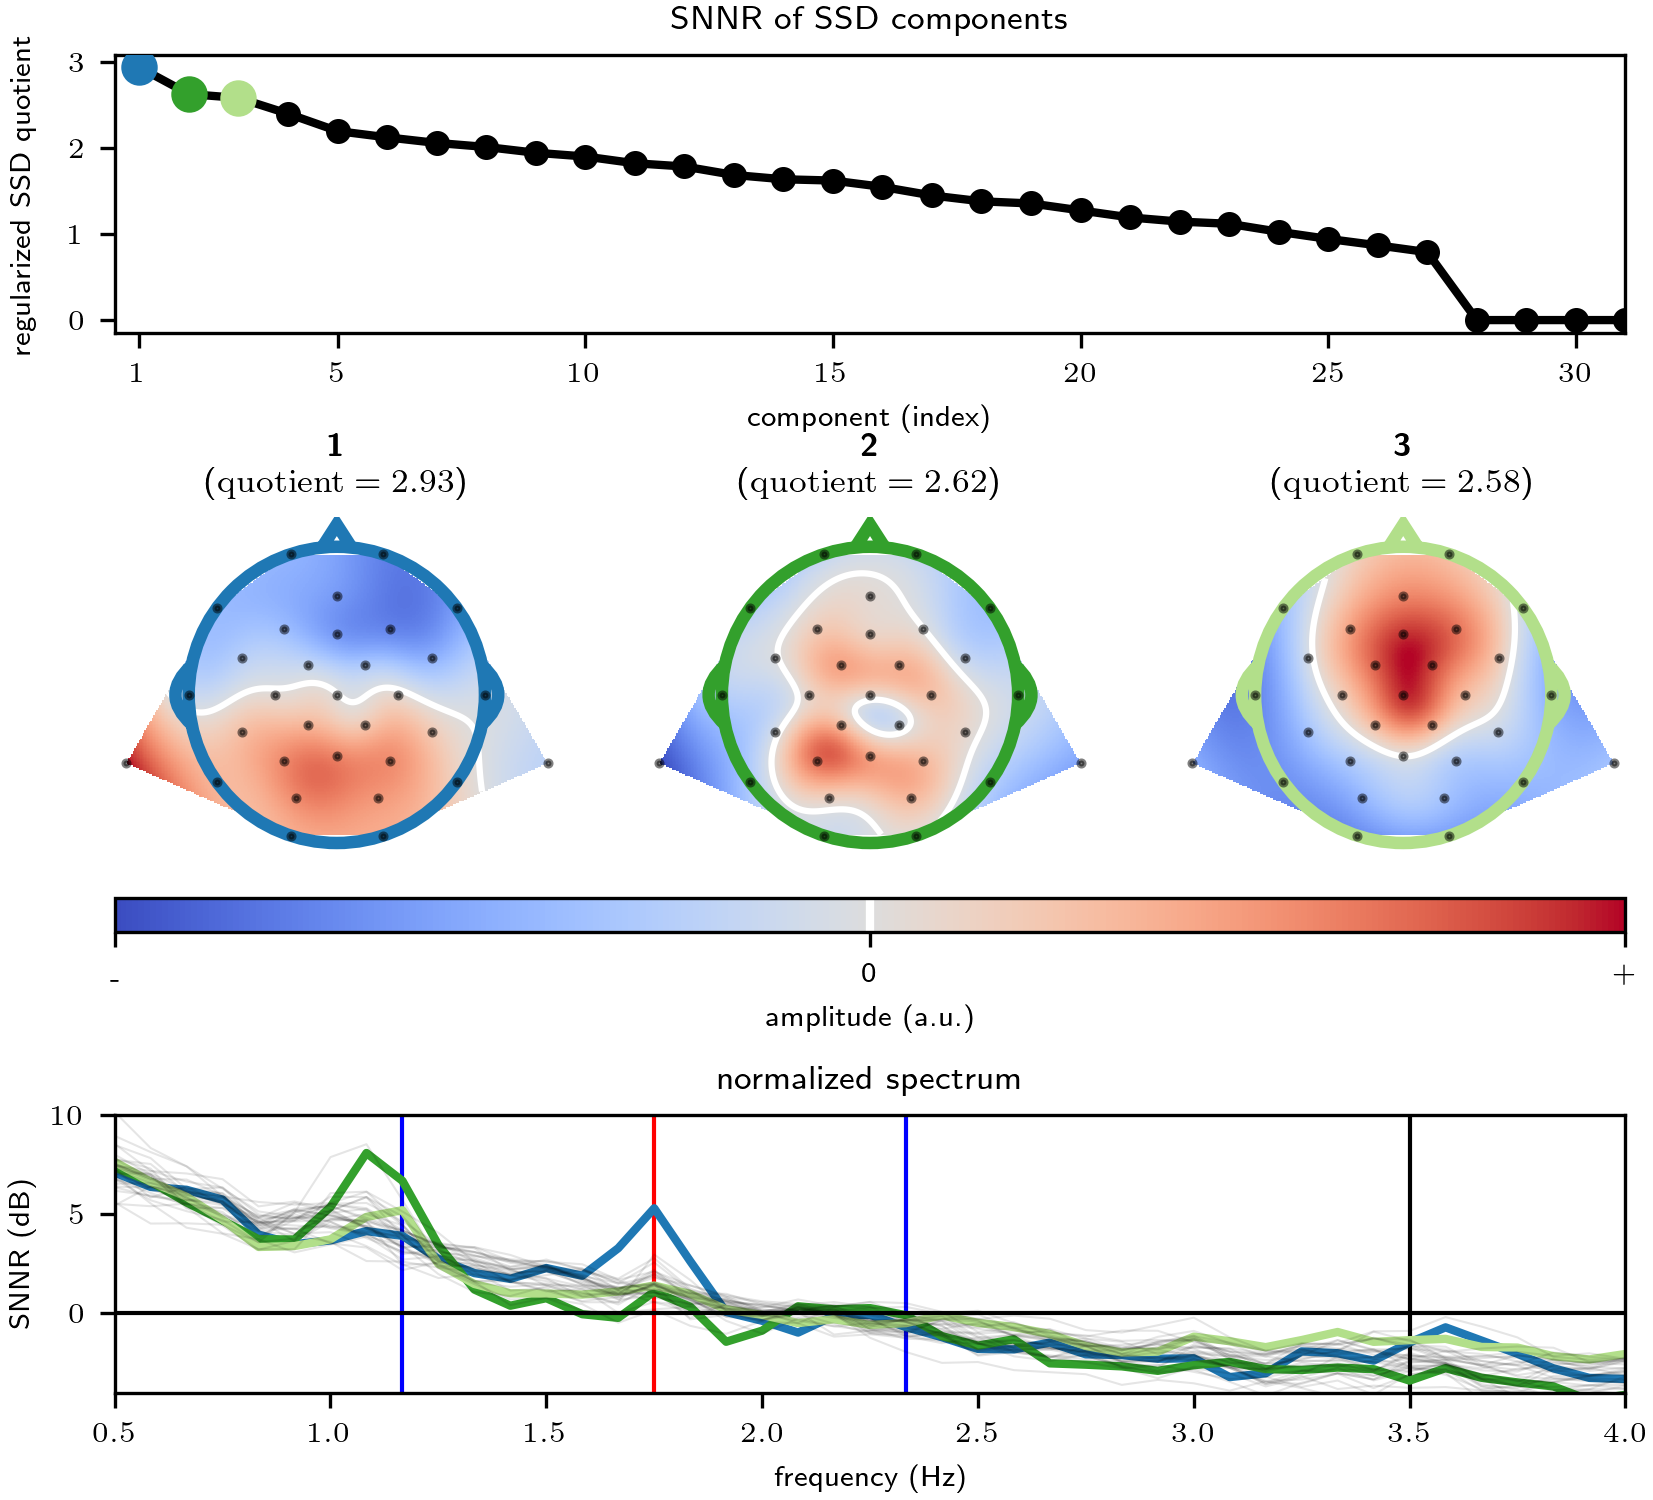 SNNR of SSD components
regularized SSD quotient
3
2
1
0
1 5 10 15 20 25 30
component (index)
1 2 3
(quotient = 2.93) (quotient = 2.62) (quotient = 2.58)
- 0 +
amplitude (a.u.)
normalized spectrum
SNNR (dB)
10
5
0
0.5 1.0 1.5 2.0 2.5 3.0 3.5 4.0
frequency (Hz)